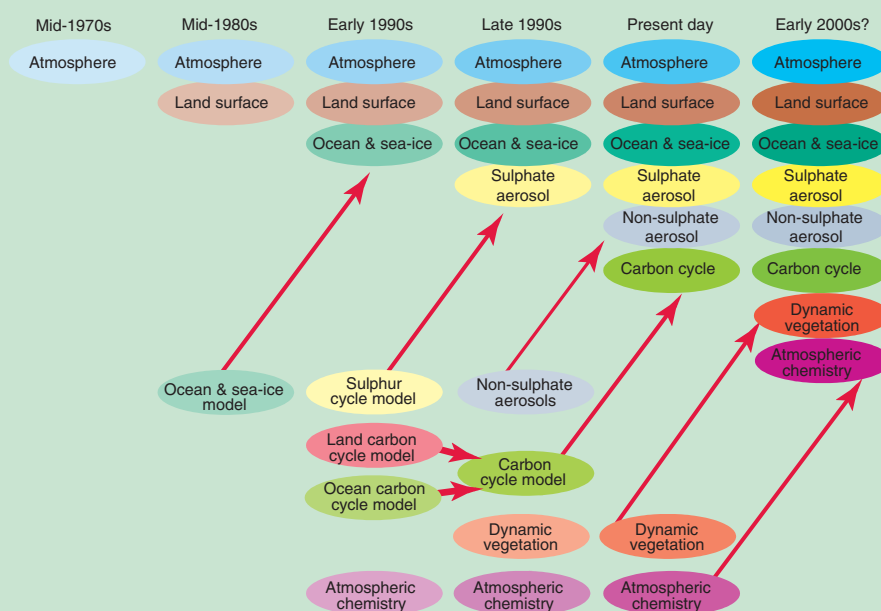 Mid-1970s
Mid-1980s
Early 1990s
Late 1990s
Present day
Early 2000s?
Atmosphere
Atmosphere
Atmosphere
Atmosphere
Atmosphere
Atmosphere
Land surface
Land surface
Land surface
Land surface
Land surface
Ocean & sea-ice
Ocean & sea-ice
Ocean & sea-ice
Ocean & sea-ice
Sulphate
aerosol
Sulphate
aerosol
Sulphate
aerosol
Non-sulphate
aerosol
Non-sulphate
aerosol
Carbon cycle
Carbon cycle
Dynamic
vegetation
Atmospheric
chemistry
Ocean & sea-ice
model
Sulphur
cycle model
Non-sulphate
aerosols
Land carbon
cycle model
Carbon
cycle model
Ocean carbon
cycle model
Dynamic
vegetation
Dynamic
vegetation
Atmospheric
chemistry
Atmospheric
chemistry
Atmospheric
chemistry